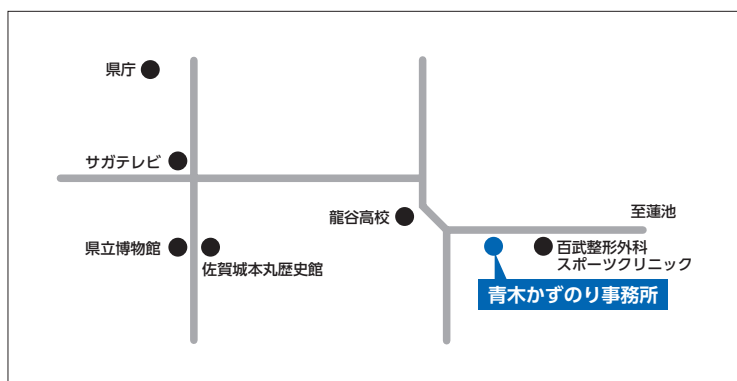 県庁
サガテレビ
龍谷高校
至蓮池
県立博物館
佐賀城本丸歴史館
百武整形外科
スポーツクリニック
青木かずのり事務所